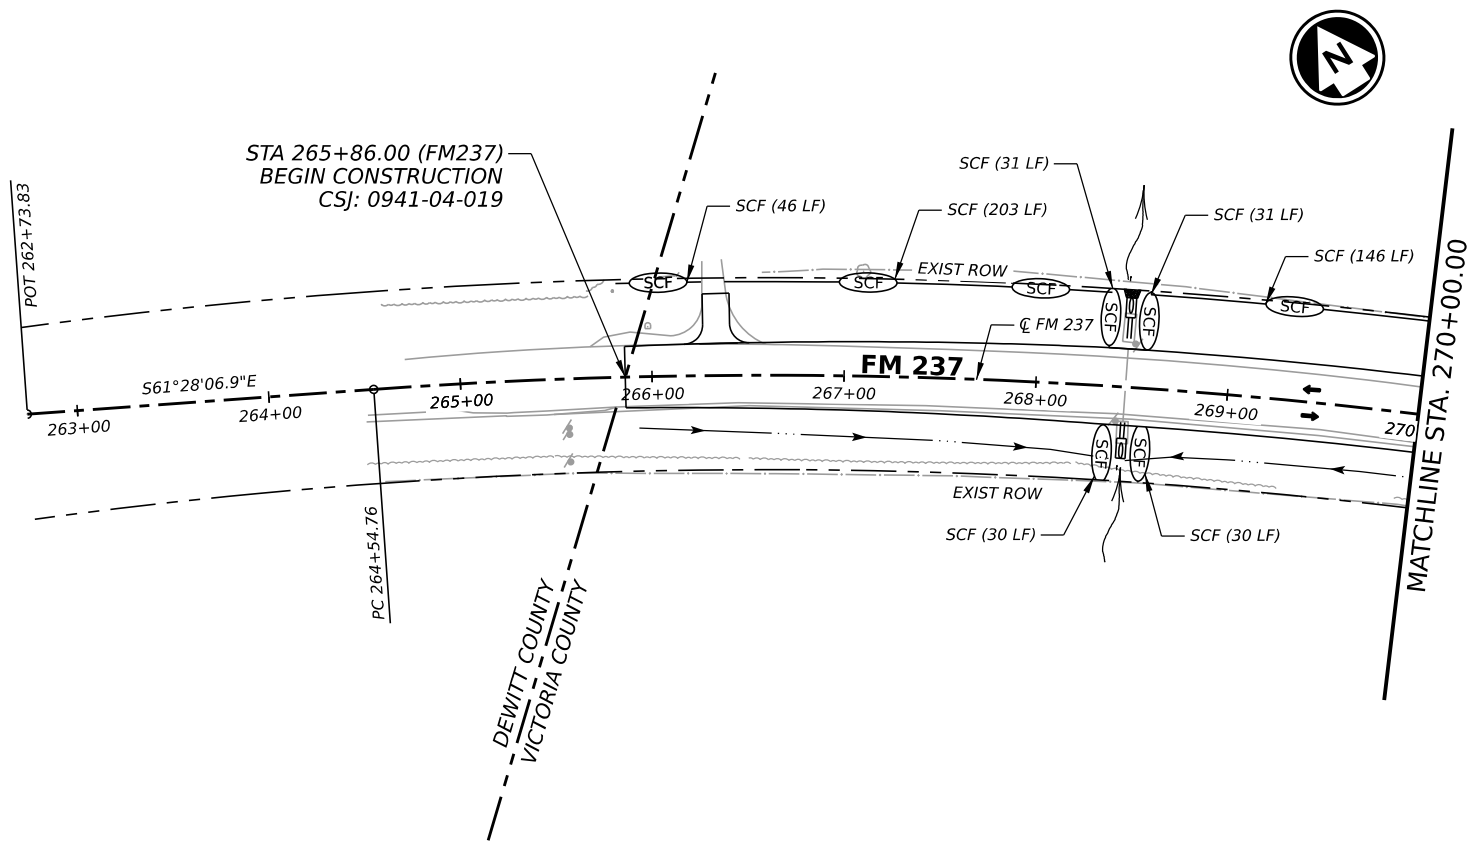 N
STA 265+86.00 (FM237)
BEGIN CONSTRUCTION
CSJ: 0941-04-019
SCF (31 LF)
SCF (46 LF)
SCF (203 LF)
SCF (31 LF)
SCF (146 LF)
POT 262+73.83
EXIST ROW
SCF
SCF
SCF
SCF
SCF
SCF
℄ FM 237
FM 237
S61°28'06.9"E
263+00
264+00
265+00
266+00
267+00
268+00
269+00
270
MATCHLINE STA. 270+00.00
SCF
SCF
EXIST ROW
SCF (30 LF)
SCF (30 LF)
PC 264+54.76
DEWITT COUNTY
VICTORIA COUNTY